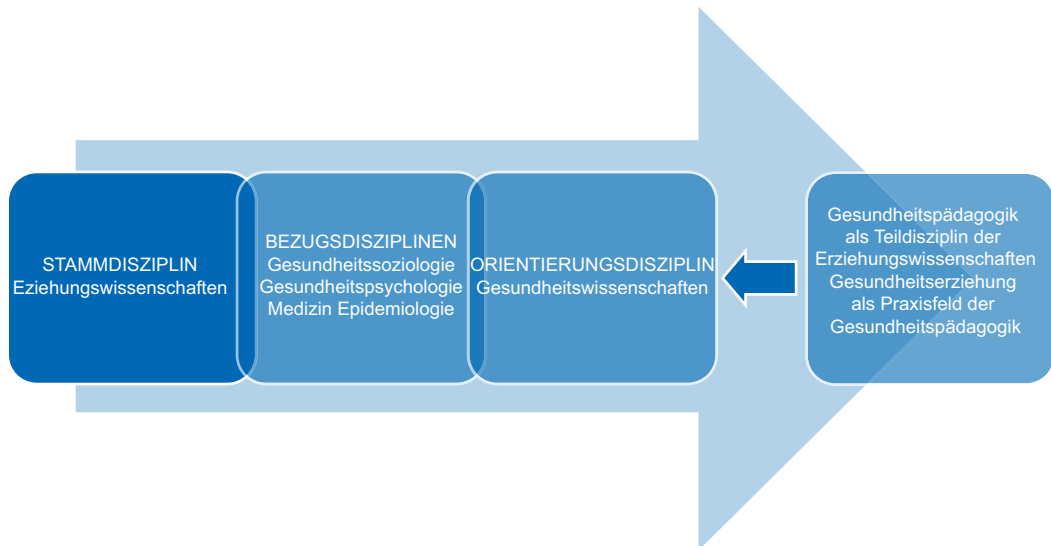 STAMMDISZIPLIN
Eziehungswissenschaften
BEZUGSDISZIPLINEN
Gesundheitssoziologie
Gesundheitspsychologie
Medizin Epidemiologie
ORIENTIERUNGSDISZIPLIN
Gesundheitswissenschaften
Gesundheitspädagogik
als Teildisziplin der
Erziehungswissenschaften
Gesundheitserziehung
als Praxisfeld der
Gesundheitspädagogik